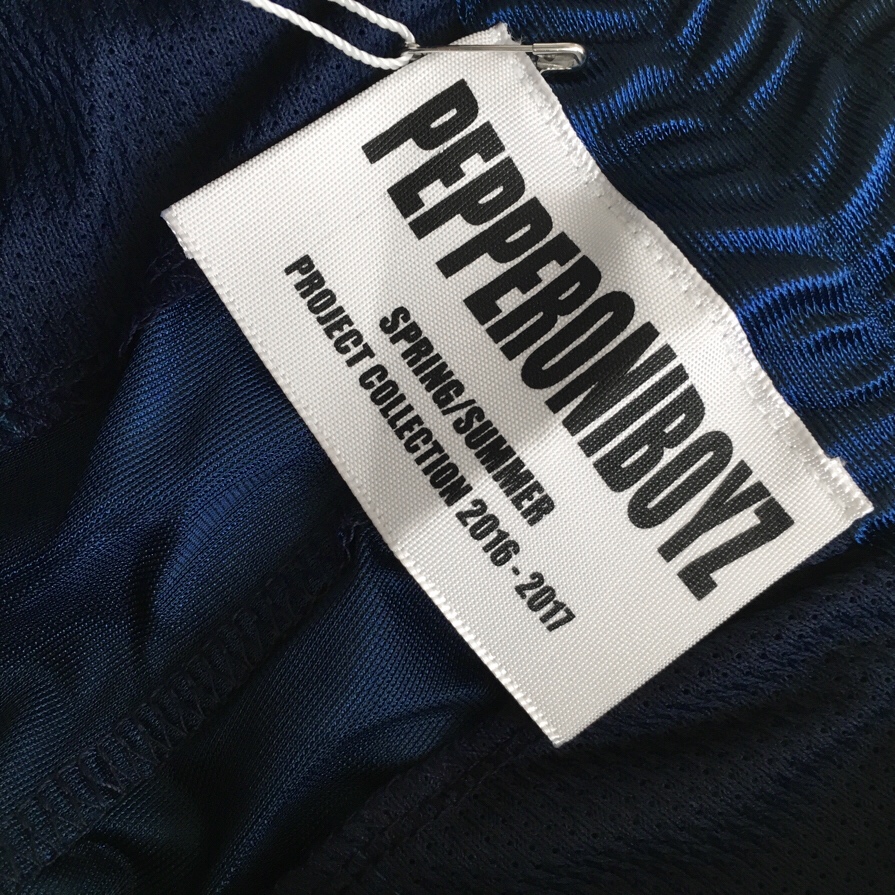 PEPPERONIBOYZ
SPRING/SUMMER
PROJECT COLLECTION 2016 - 2017